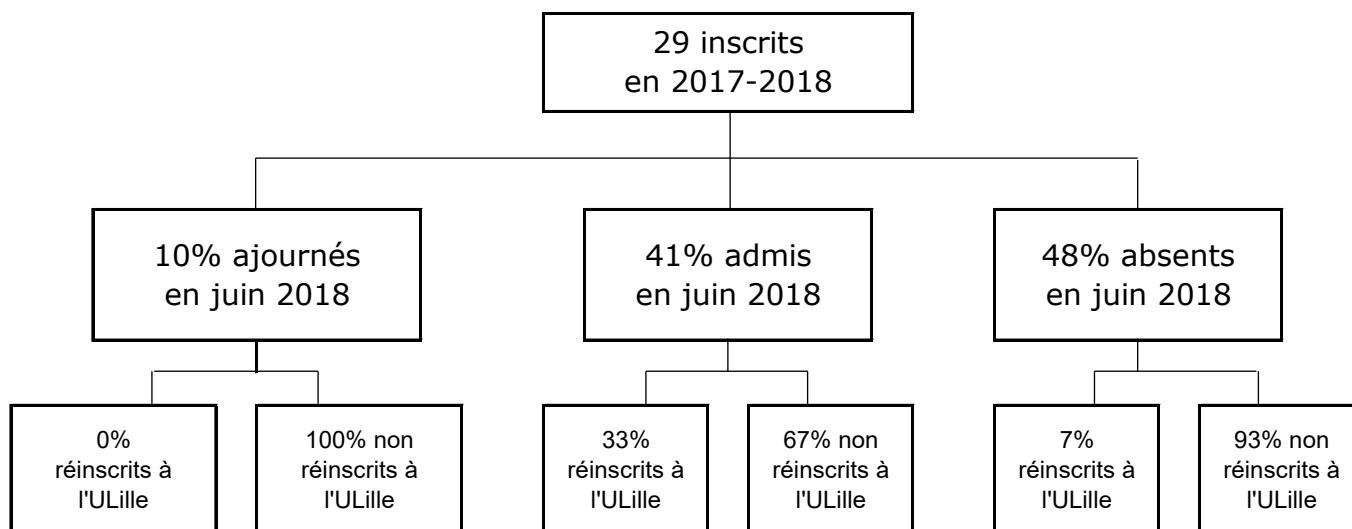 29 inscrits
en 2017-2018
10% ajournés
en juin 2018
41% admis
en juin 2018
48% absents
en juin 2018
0%
réinscrits à
l'ULille
100% non
réinscrits à
l'ULille
33%
réinscrits à
l'ULille
67% non
réinscrits à
l'ULille
7%
réinscrits à
l'ULille
93% non
réinscrits à
l'ULille